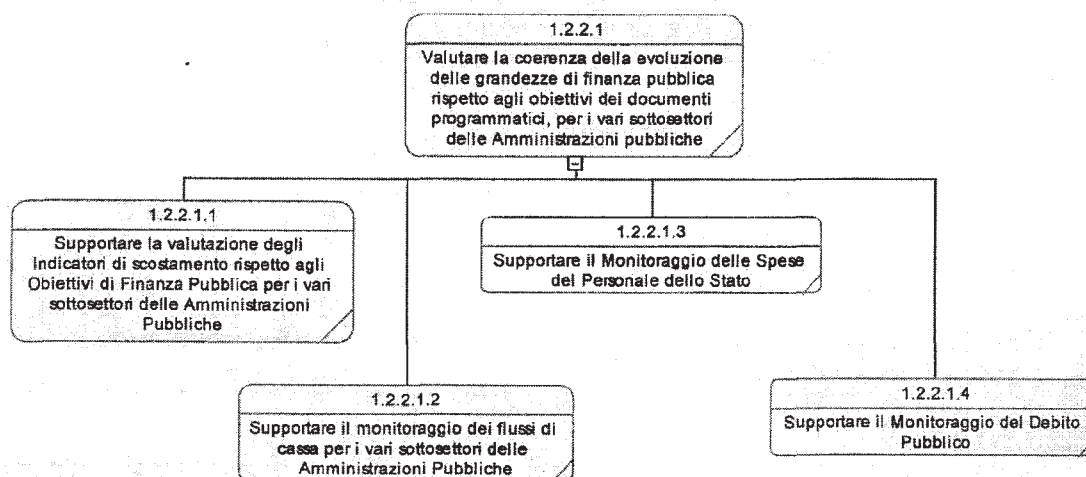 1.2.2.1
Valutare la coerenza della evoluzione
delle grandezze di finanza pubblica
rispetto agli obiettivi dei documenti
programmatici, per i vari sottosettori
delle Amministrazioni pubbliche
1.2.2.1.1
Supportare la valutazione degli
Indicatori di scostamento rispetto agli
Obiettivi di Finanza Pubblica per i vari
sottosettori delle Amministrazioni
Pubbliche
1.2.2.1.3
Supportare il Monitoraggio delle Spese
del Personale dello Stato
1.2.2.1.2
Supportare il monitoraggio dei flussi di
cassa per i vari sottosettori delle
Amministrazioni Pubbliche
1.2.2.1.4
Supportare il Monitoraggio del Debito
Pubblico